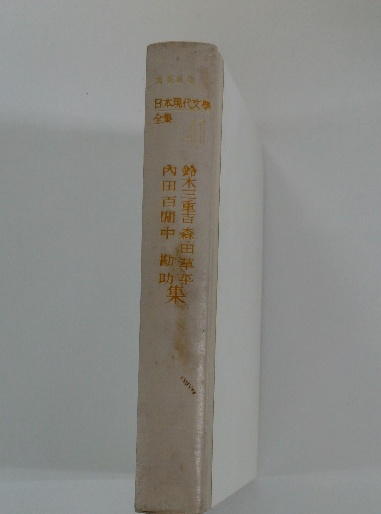 日本現代文學
全集
鈴木三重吉 森田草平
内田百閒 中 勘助
集